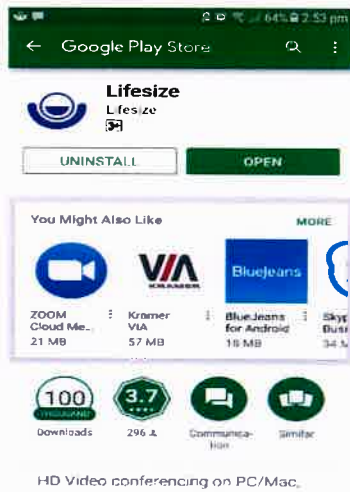 64% 2:53 pm
Google Play Store
Lifesize
Lifesize
3+
UNINSTALL
OPEN
You Might Also Like
MORE
VIA
KRAMER
BlueJeans
ZOOM Cloud Me..
21 MB
Kramer VIA
57 MB
BlueJeans for Android
16 MB
Skyp
Busi
34 M
100 THOUSAND
Downloads
3.7
296
Communica-
tion
Similar
HD Video conferencing on PC/Mac,